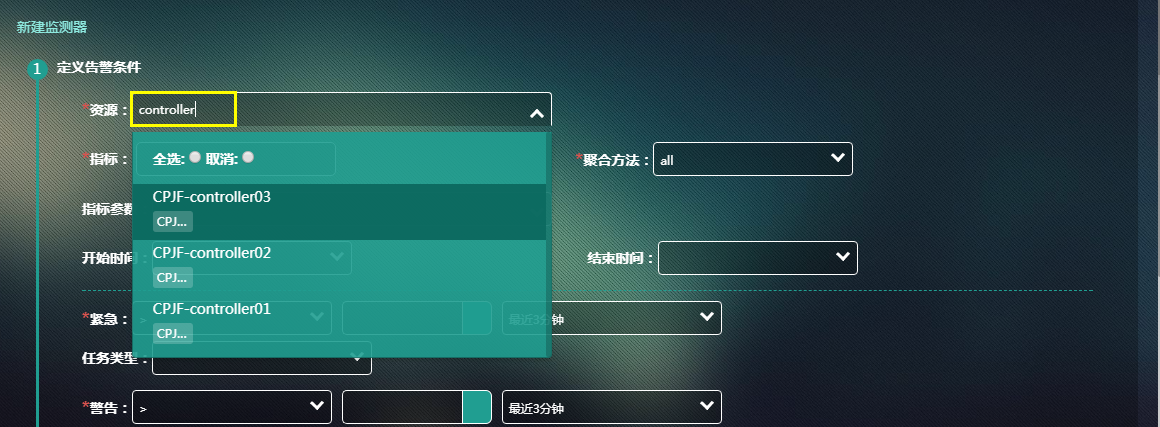 新建监测器
1 定义告警条件
*资源： controller
*指标： 全选: 取消: *聚合方法： all
CPJF-controller03
指标参数 CPJ...
开始时间 CPJF-controller02 结束时间：
CPJ...
CPJF-controller01
*紧急： > 最近3分钟
CPJ...
任务类型：
*警告： > 最近3分钟